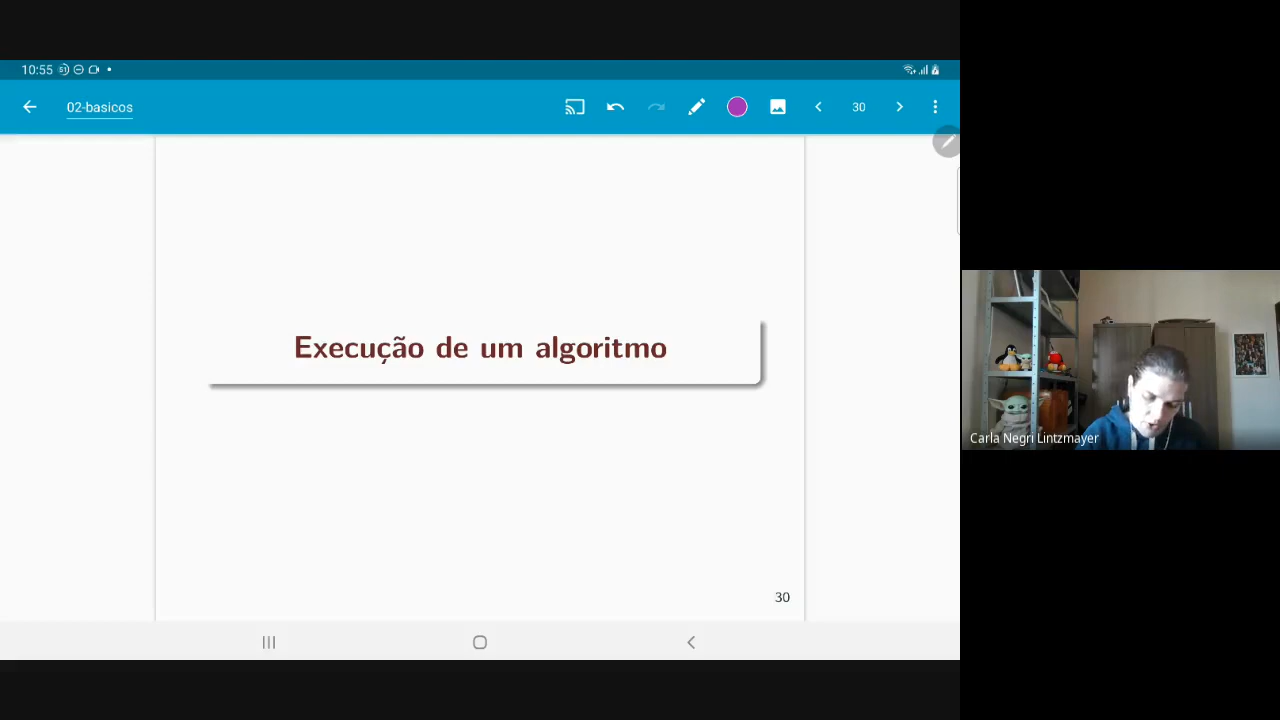 10:55
02-basicos
30
Execução de um algoritmo
30
Carla Negri Lintzmayer